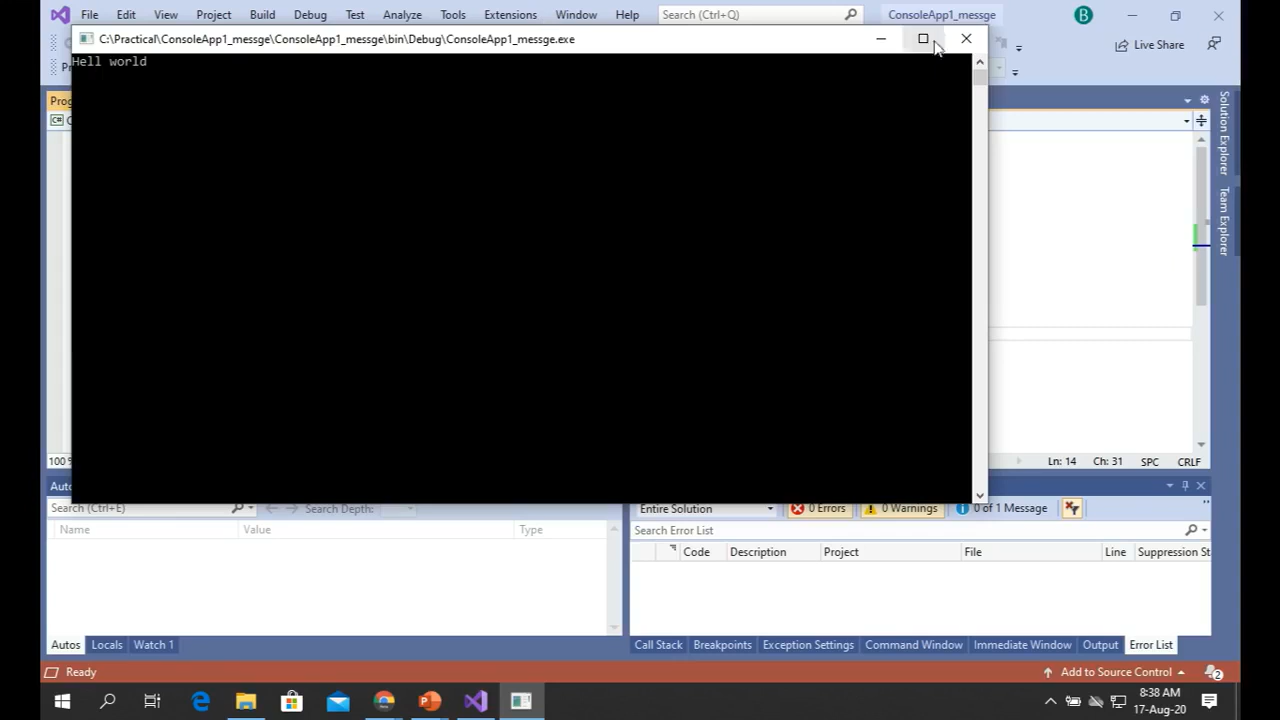 File Edit View Project Build Debug Test Analyze Tools Extensions Window Help Search (Ctrl+Q) ConsoleApp1_messge B
C:\Practical\ConsoleApp1_messge\ConsoleApp1_messge\bin\Debug\ConsoleApp1_messge.exe
Live Share
Hell world
Solution Explorer
Team Explorer
100 %
Ln: 14 Ch: 31 SPC CRLF
Search (Ctrl+E) Search Depth:
Entire Solution 0 Errors 0 Warnings 0 of 1 Message
Name Value Type
Search Error List
Code Description Project File Line Suppression St
Autos Locals Watch 1
Call Stack Breakpoints Exception Settings Command Window Immediate Window Output Error List
Ready
Add to Source Control 2
8:38 AM
17-Aug-20